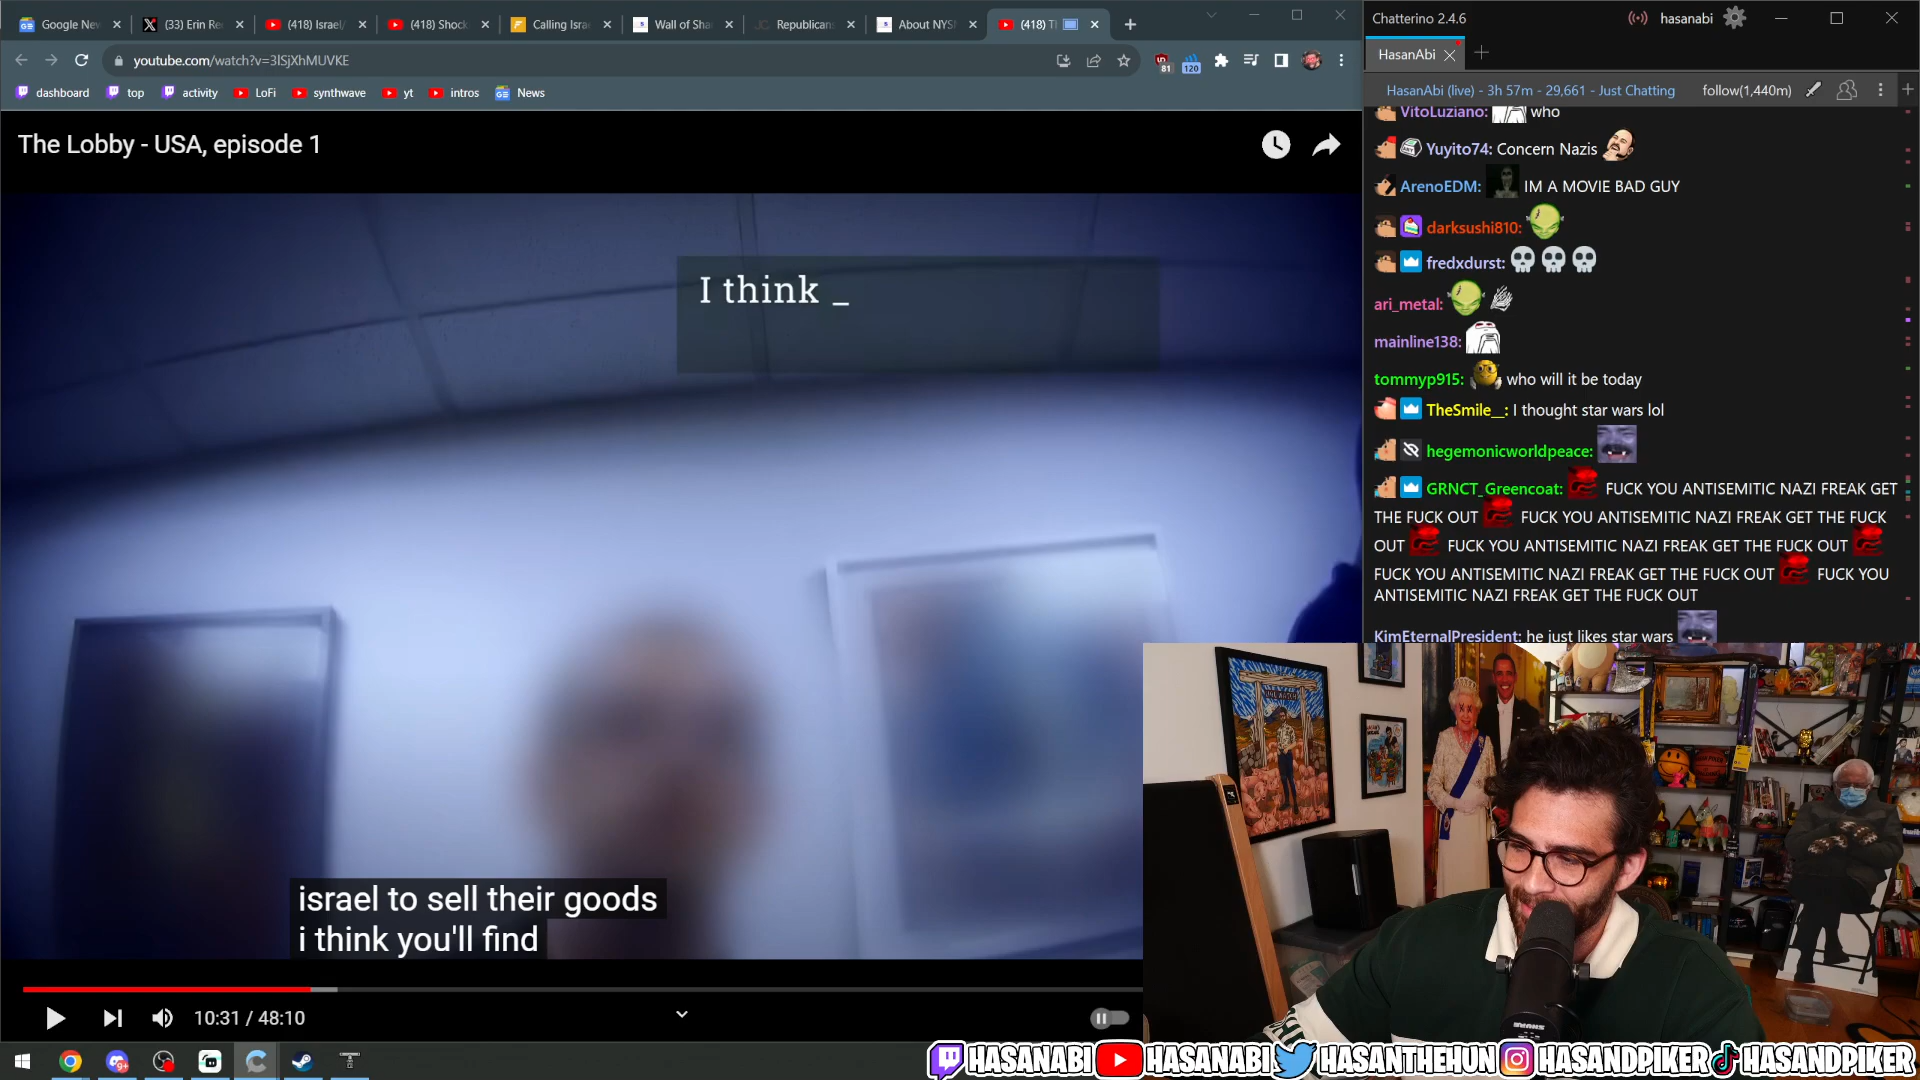 Google New
(33) Erin Re
(418) Israel/
(418) Shock
Calling Isra
Wall of Sha
Republicans
About NYSN
(418) T
youtube.com/watch?v=3lSjXhMUVKE
81
120
dashboard
top
activity
LoFi
synthwave
yt
intros
News
The Lobby - USA, episode 1
I think _
israel to sell their goods
i think you'll find
10:31 / 48:10
Chatterino 2.4.6
hasanabi
HasanAbi
HasanAbi (live) - 3h 57m - 29,661 - Just Chatting
follow(1,440m)
VitoLuziano: who
Yuyito74: Concern Nazis
ArenoEDM: IM A MOVIE BAD GUY
darksushi810:
fredxdurst:
ari_metal:
mainline138:
tommyp915: who will it be today
TheSmile__: I thought star wars lol
hegemonicworldpeace:
GRNCT_Greencoat: FUCK YOU ANTISEMITIC NAZI FREAK GET
THE FUCK OUT FUCK YOU ANTISEMITIC NAZI FREAK GET THE FUCK
OUT FUCK YOU ANTISEMITIC NAZI FREAK GET THE FUCK OUT
FUCK YOU ANTISEMITIC NAZI FREAK GET THE FUCK OUT FUCK YOU
ANTISEMITIC NAZI FREAK GET THE FUCK OUT
KimEternalPresident: he just likes star wars
HASANABI HASANABI HASANTHEHUN HASANDPIKER HASANDPIKER